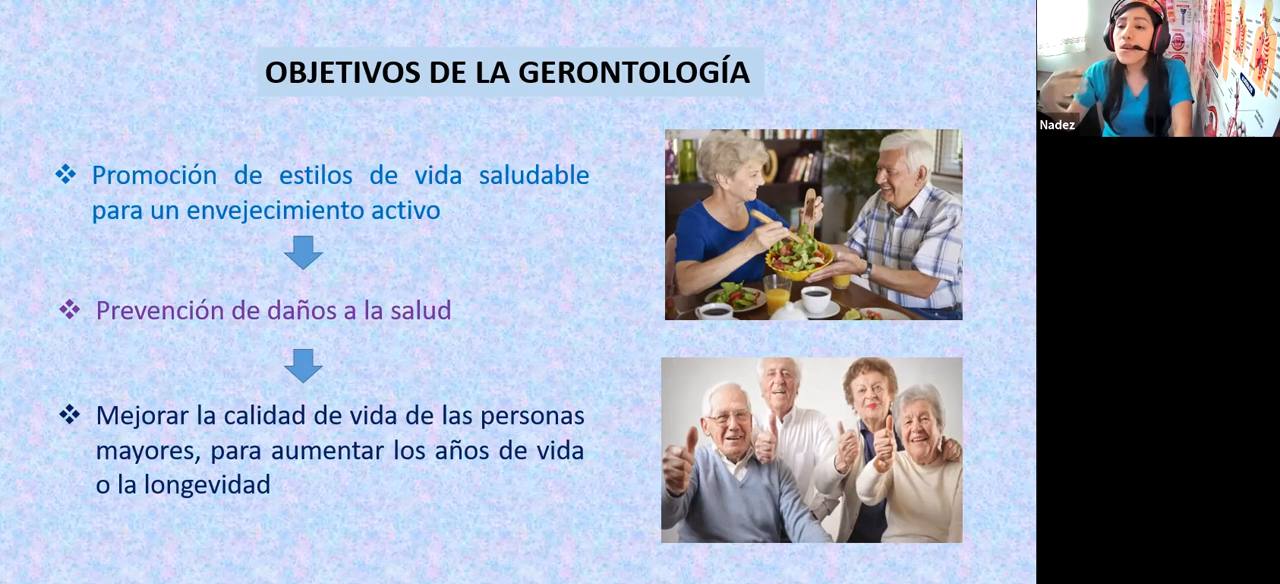 OBJETIVOS DE LA GERONTOLOGÍA
Promoción de estilos de vida saludable
para un envejecimiento activo
Prevención de daños a la salud
Mejorar la calidad de vida de las personas
mayores, para aumentar los años de vida
o la longevidad
Nadez